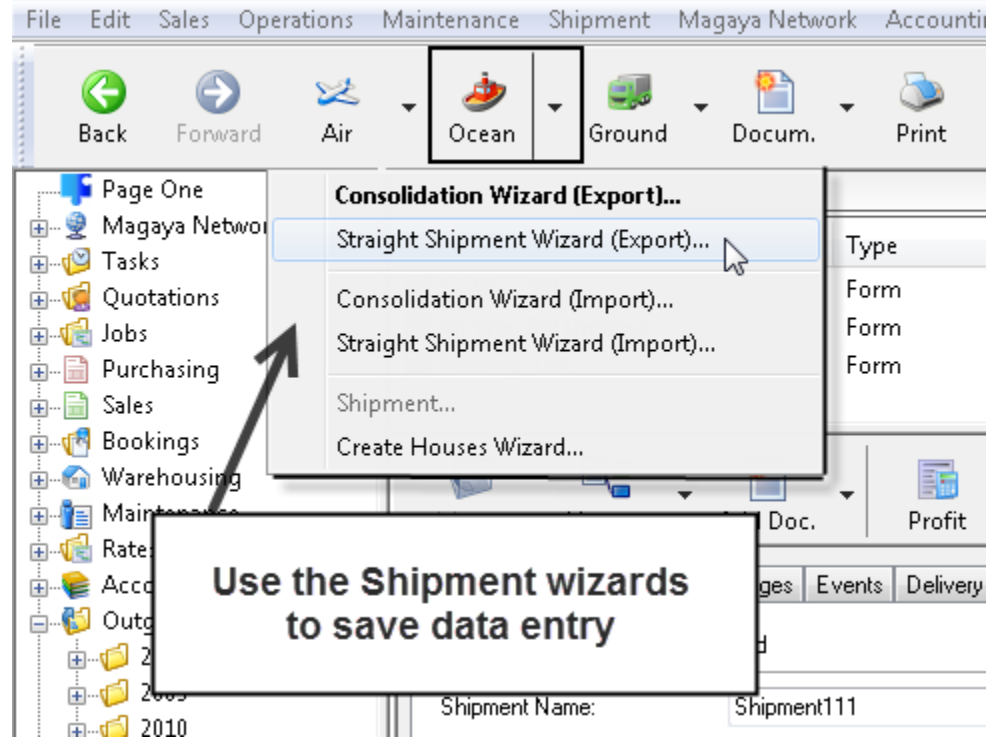 File Edit Sales Operations Maintenance Shipment Magaya Network
Back Forward Air Ocean Ground Docum. Print
Page One
Magaya
Tasks
Quotations
Jobs
Purchasing
Sales
Bookings
Warehousing
Consolidation Wizard (Export)...
Straight Shipment Wizard (Export)...
Consolidation Wizard (Import)...
Straight Shipment Wizard (Import)...
Shipment...
Create Houses Wizard...
Type
Form
Form
Form
Doc. Profit
Use the Shipment wizards
to save data entry
Events Delivery
Shipment Name: Shipment111
2010